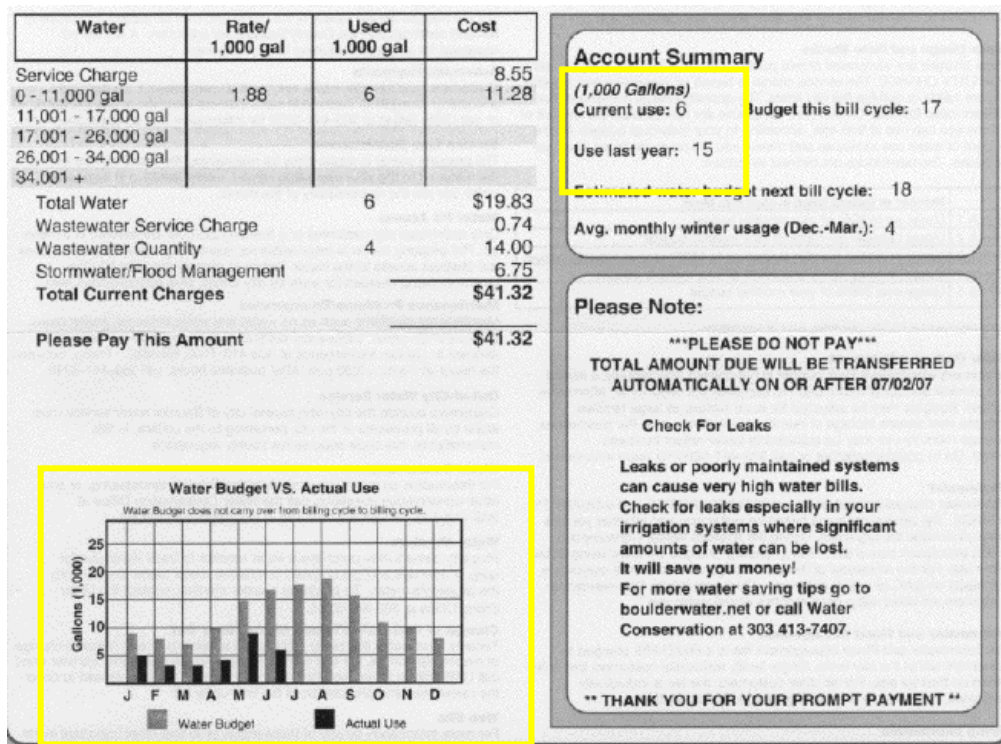 Water Rate/ Used Cost
1,000 gal 1,000 gal
Service Charge 8.55
0 - 11,000 gal 1.88 6 11.28
11,001 - 17,000 gal
17,001 - 26,000 gal
26,001 - 34,000 gal
34,001 +
Total Water 6 $19.83
Wastewater Service Charge 0.74
Wastewater Quantity 4 14.00
Stormwater/Flood Management 6.75
Total Current Charges $41.32
Please Pay This Amount $41.32
Water Budget VS. Actual Use
Water Budget does not carry over from billing cycle to billing cycle.
Gallons (1,000)
25
20
15
10
5
J F M A M J J A S O N D
Water Budget Actual Use
Account Summary
(1,000 Gallons)
Current use: 6 Budget this bill cycle: 17
Use last year: 15
Estimated water budget next bill cycle: 18
Avg. monthly winter usage (Dec.-Mar.): 4
Please Note:
***PLEASE DO NOT PAY***
TOTAL AMOUNT DUE WILL BE TRANSFERRED
AUTOMATICALLY ON OR AFTER 07/02/07
Check For Leaks
Leaks or poorly maintained systems
can cause very high water bills.
Check for leaks especially in your
irrigation systems where significant
amounts of water can be lost.
It will save you money!
For more water saving tips go to
boulderwater.net or call Water
Conservation at 303 413-7407.
** THANK YOU FOR YOUR PROMPT PAYMENT **